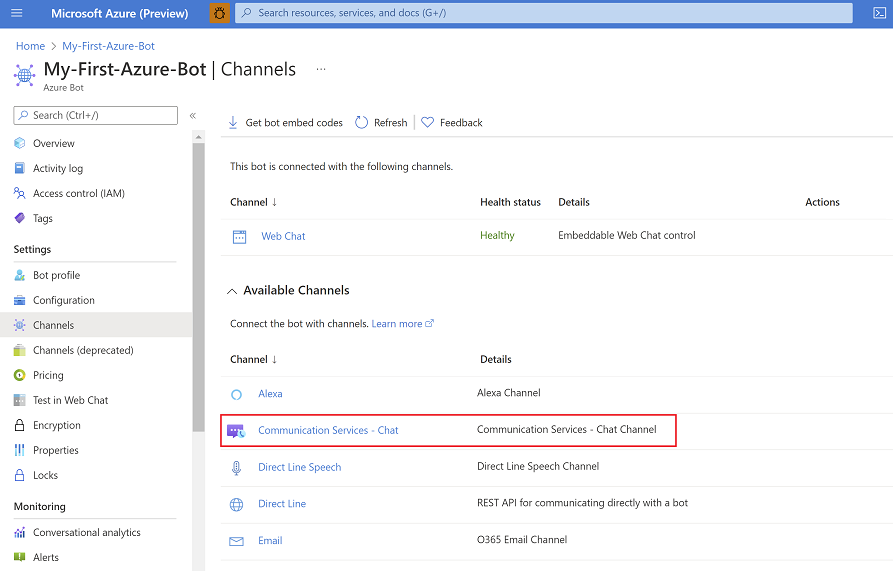 Microsoft Azure (Preview)
Search resources, services, and docs (G+/)
Home > My-First-Azure-Bot
My-First-Azure-Bot | Channels ...
Azure Bot
Search (Ctrl+/)
«
Overview
Activity log
Access control (IAM)
Tags
Settings
Bot profile
Configuration
Channels
Channels (deprecated)
Pricing
Test in Web Chat
Encryption
Properties
Locks
Monitoring
Conversational analytics
Alerts
Get bot embed codes Refresh Feedback
This bot is connected with the following channels.
Channel ↓ Health status Details Actions
Web Chat Healthy Embeddable Web Chat control
Available Channels
Connect the bot with channels. Learn more
Channel ↓ Details
Alexa Alexa Channel
Communication Services - Chat Communication Services - Chat Channel
Direct Line Speech Direct Line Speech Channel
Direct Line REST API for communicating directly with a bot
Email O365 Email Channel